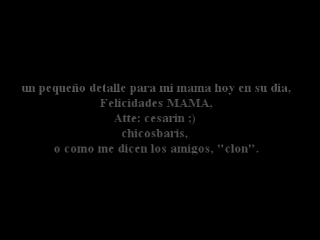 un pequeño detalle para mi mama hoy en su dia,
Felicidades MAMA,
Atte: cesarin ;)
chicosbaris,
o como me dicen los amigos, "clon".